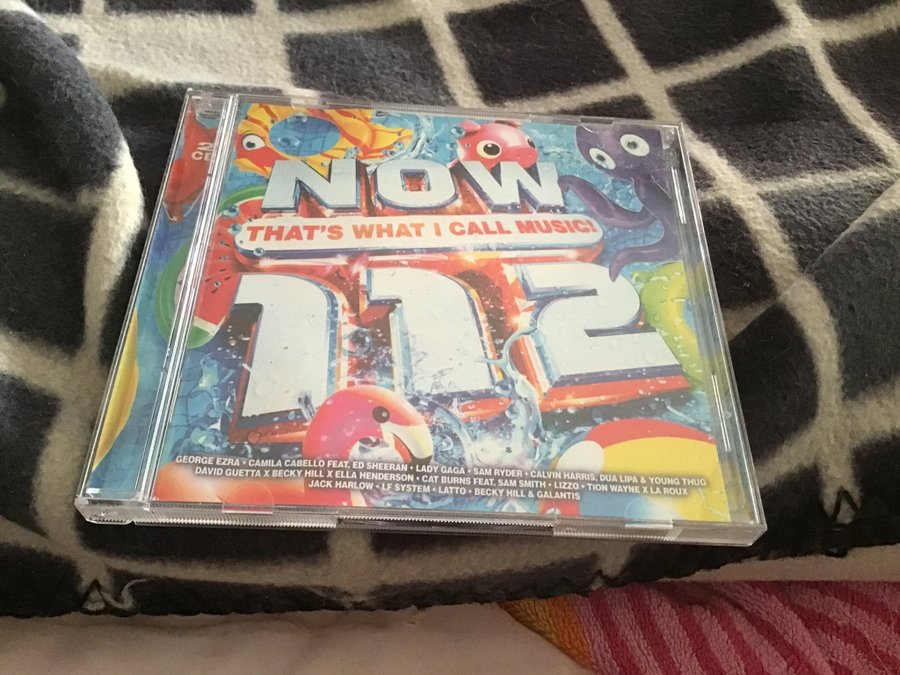 2
CD
NOW
THAT'S WHAT I CALL MUSIC!
112
GEORGE EZRA • CAMILA CABELLO FEAT. ED SHEERAN • LADY GAGA • SAM RYDER • CALVIN HARRIS, DUA LIPA & YOUNG THUG
DAVID GUETTA X BECKY HILL X ELLA HENDERSON • CAT BURNS FEAT. SAM SMITH • LIZZO • TION WAYNE X LA ROUX
JACK HARLOW • LF SYSTEM • LATTO • BECKY HILL & GALANTIS